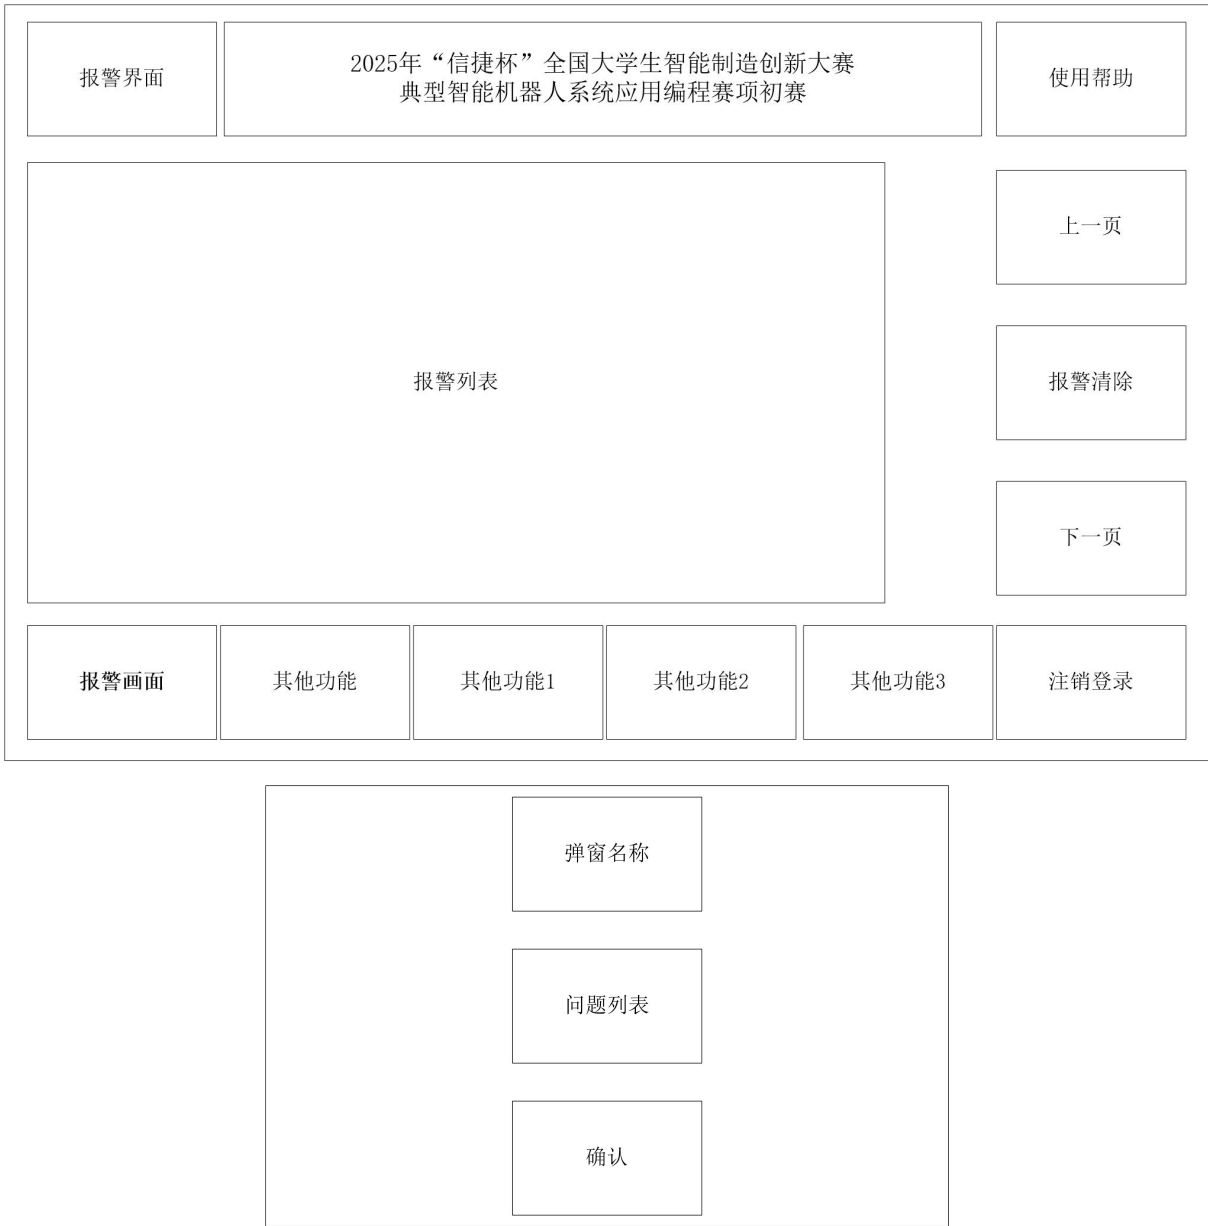 报警界面
2025年“信捷杯”全国大学生智能制造创新大赛
典型智能机器人系统应用编程赛项初赛
使用帮助
报警列表
上一页
报警清除
下一页
报警画面
其他功能
其他功能1
其他功能2
其他功能3
注销登录
弹窗名称
问题列表
确认